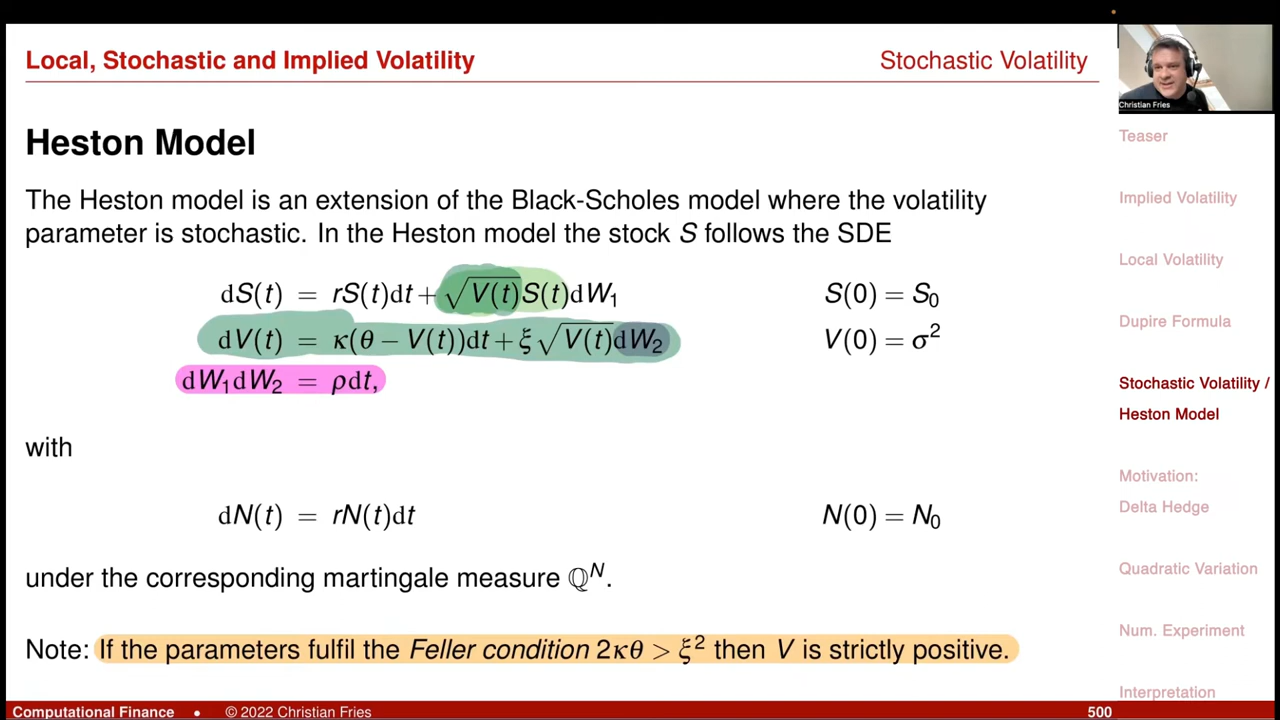 Local, Stochastic and Implied Volatility
Stochastic Volatility
Christian Fries
Heston Model
The Heston model is an extension of the Black-Scholes model where the volatility
parameter is stochastic. In the Heston model the stock S follows the SDE
dS(t) = rS(t)dt + √V(t)S(t)dW₁ S(0) = S₀
dV(t) = κ(θ − V(t))dt + ξ√V(t)dW₂ V(0) = σ²
dW₁dW₂ = ρdt,
with
dN(t) = rN(t)dt N(0) = N₀
under the corresponding martingale measure ℚᴺ.
Note: If the parameters fulfil the Feller condition 2κθ > ξ² then V is strictly positive.
Teaser
Implied Volatility
Local Volatility
Dupire Formula
Stochastic Volatility /
Heston Model
Motivation:
Delta Hedge
Quadratic Variation
Num. Experiment
Interpretation
Computational Finance • © 2022 Christian Fries 500